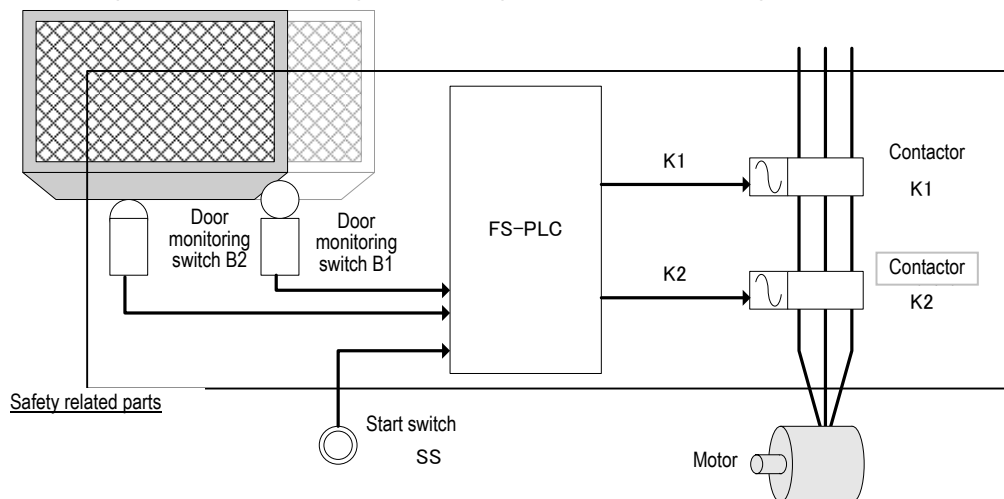 K1
Contactor
K1
Door
monitoring
switch B2
Door
monitoring
switch B1
FS-PLC
K2
Contactor
K2
Safety related parts
Start switch
SS
Motor